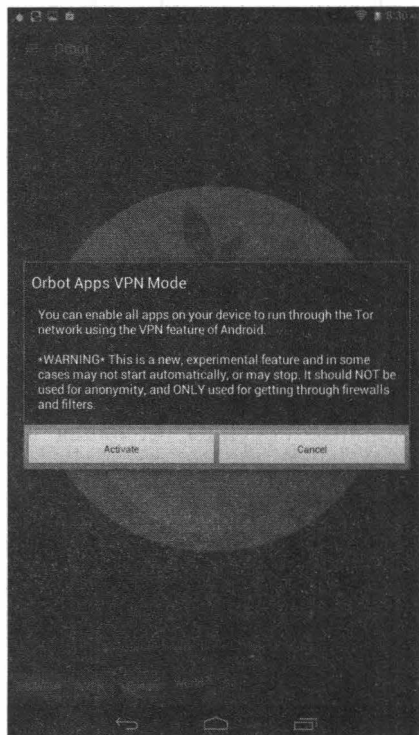 8:30
Orbot
Orbot Apps VPN Mode
You can enable all apps on your device to run through the Tor
network using the VPN feature of Android.
*WARNING* This is a new, experimental feature and in some
cases may not start automatically, or may stop. It should NOT be
used for anonymity, and ONLY used for getting through firewalls
and filters.
Activate
Cancel